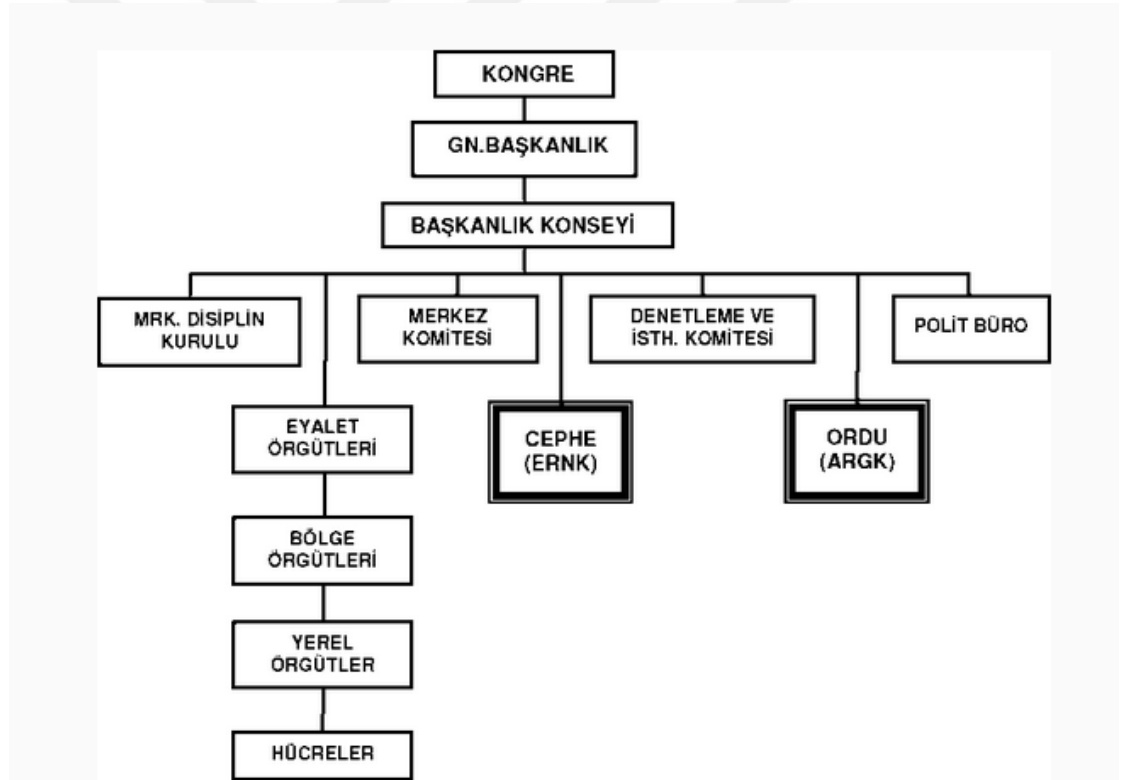 KONGRE
GN.BAŞKANLIK
BAŞKANLIK KONSEYİ
MRK. DİSİPLİN
KURULU
MERKEZ
KOMİTESİ
DENETLEME VE
İSTH. KOMİTESİ
POLİT BÜRO
EYALET
ÖRGÜTLERİ
CEPHE
(ERNK)
ORDU
(ARGK)
BÖLGE
ÖRGÜTLERİ
YEREL
ÖRGÜTLER
HÜCRELER